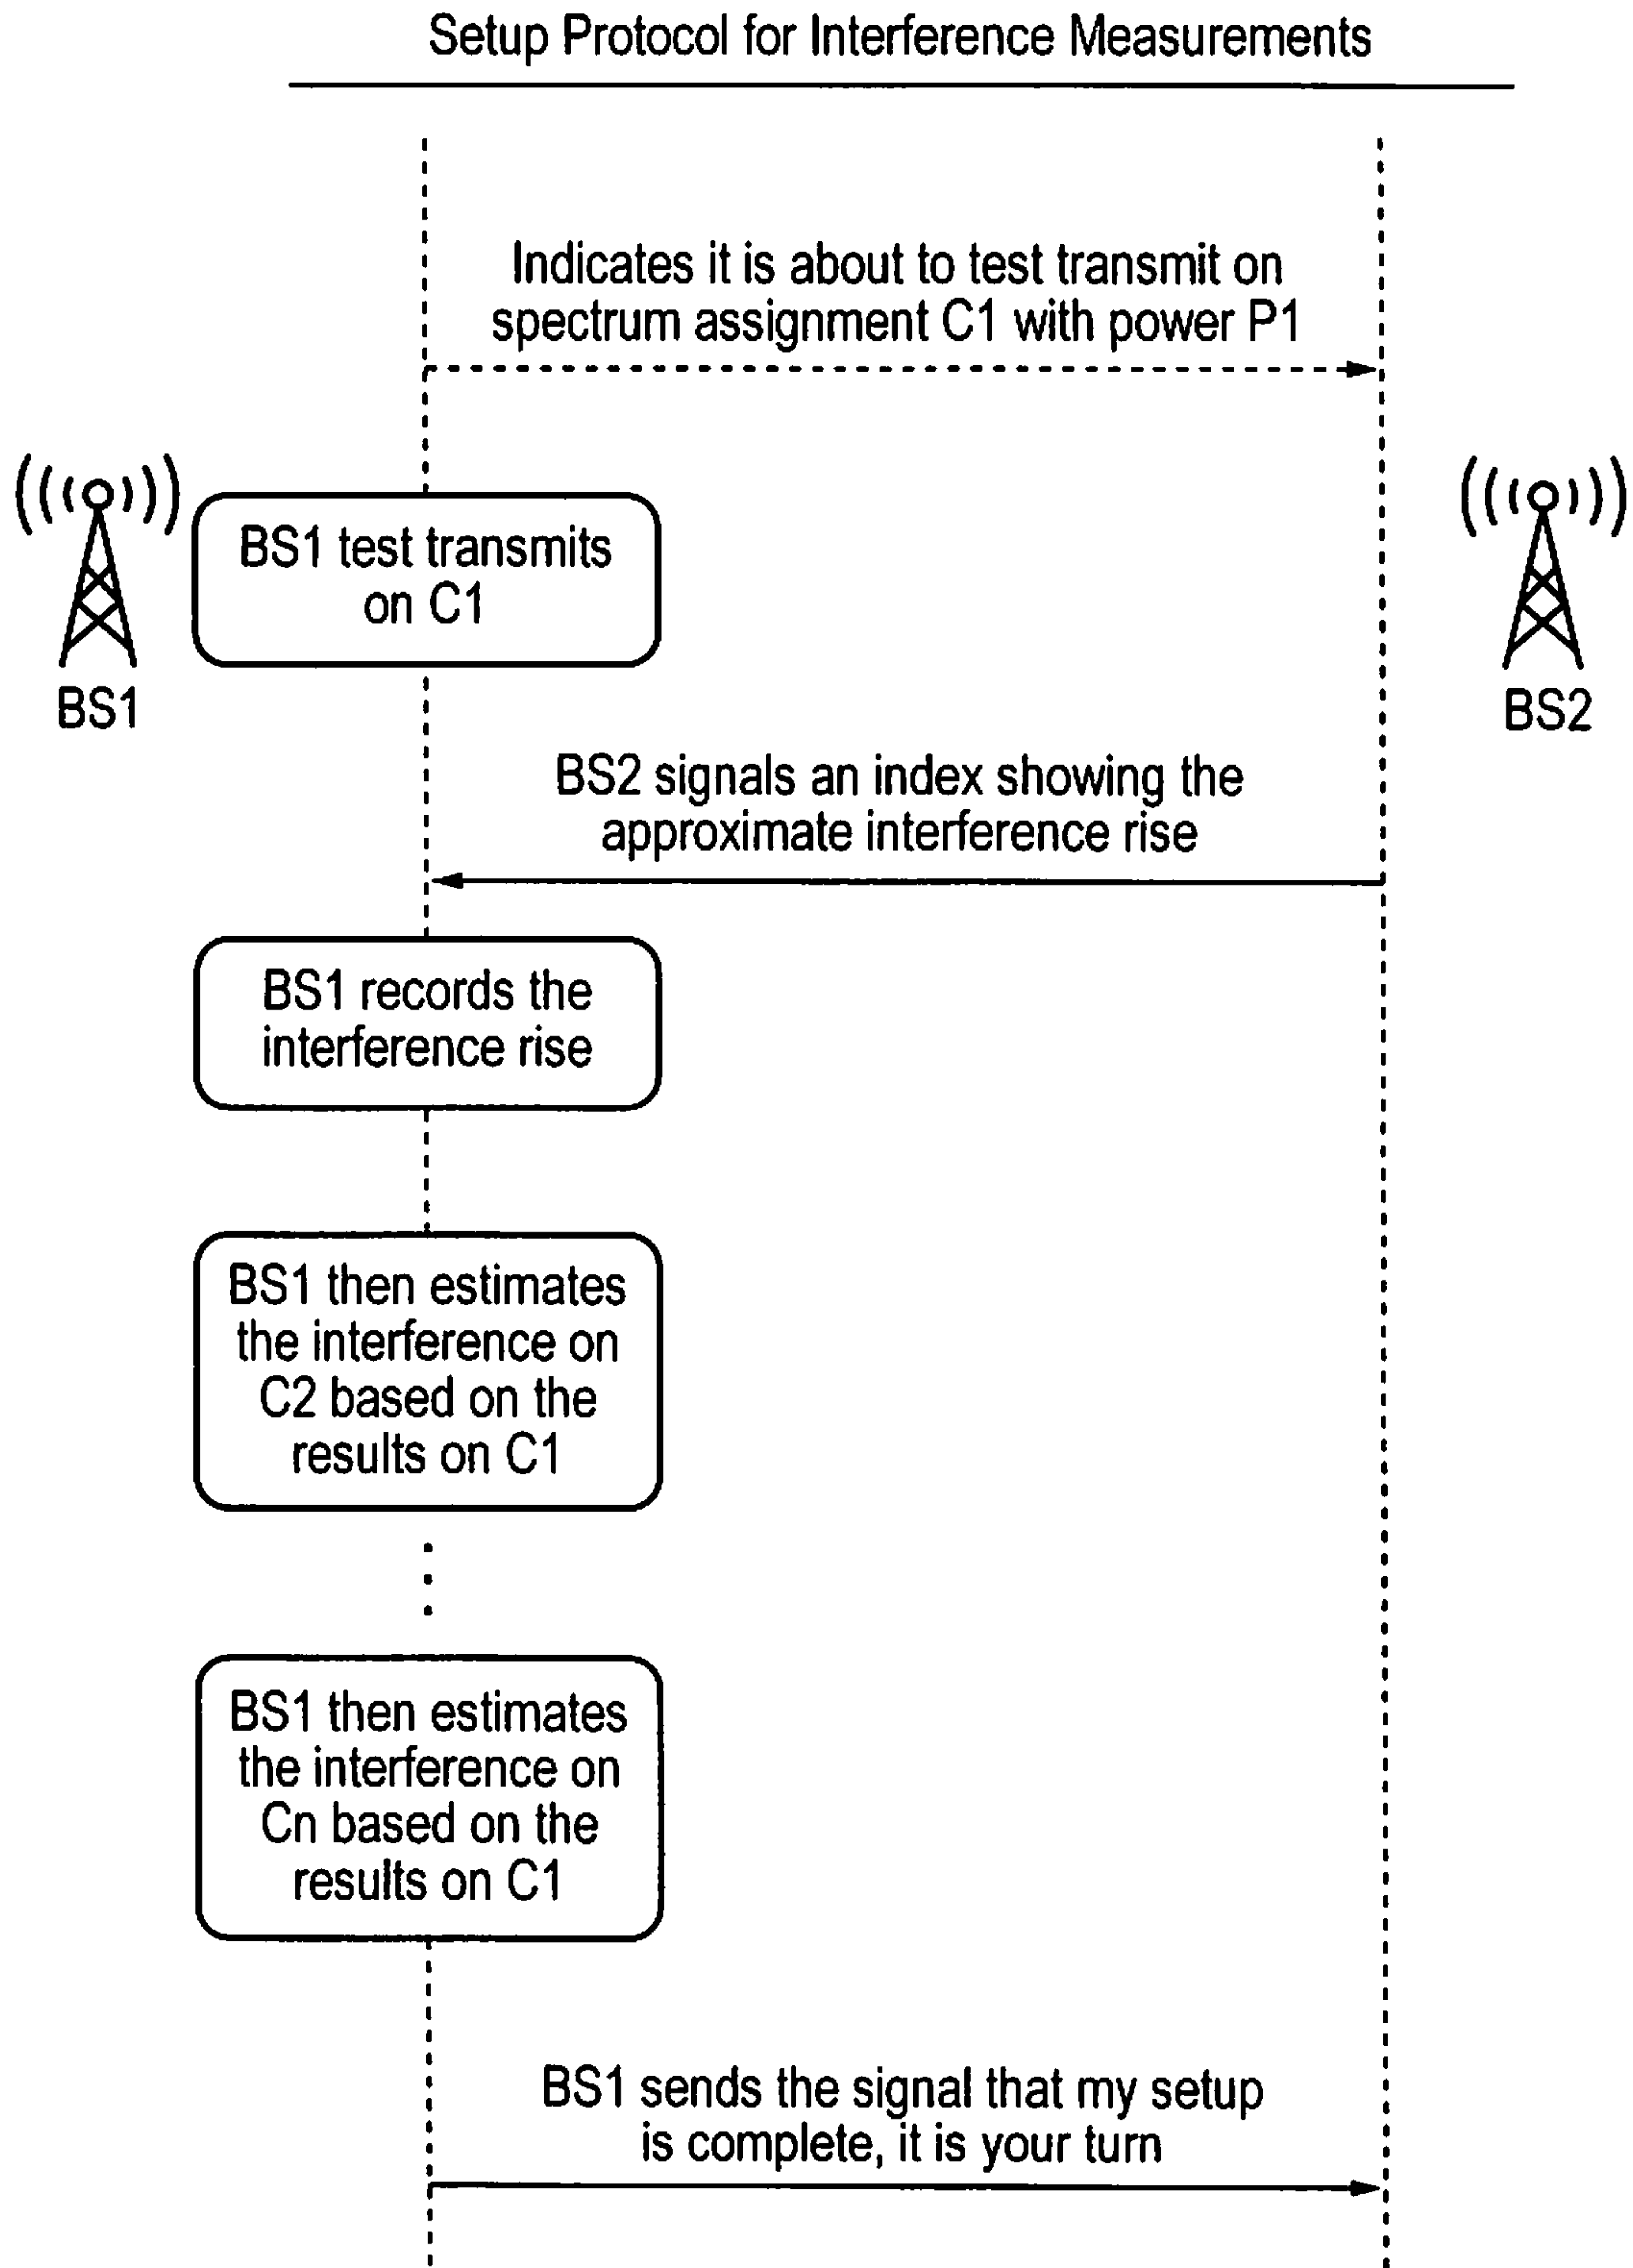 Setup Protocol for Interference Measurements
Indicates it is about to test transmit on
spectrum assignment C1 with power P1
BS1 test transmits
on C1
BS1
BS2
BS2 signals an index showing the
approximate interference rise
BS1 records the
interference rise
BS1 then estimates
the interference on
C2 based on the
results on C1
BS1 then estimates
the interference on
Cn based on the
results on C1
BS1 sends the signal that my setup
is complete, it is your turn